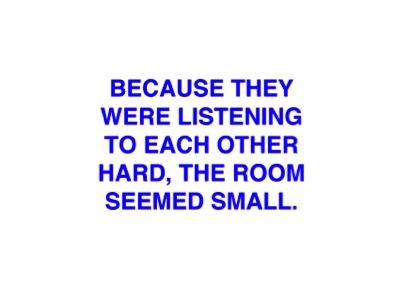 BECAUSE THEY
WERE LISTENING
TO EACH OTHER
HARD, THE ROOM
SEEMED SMALL.